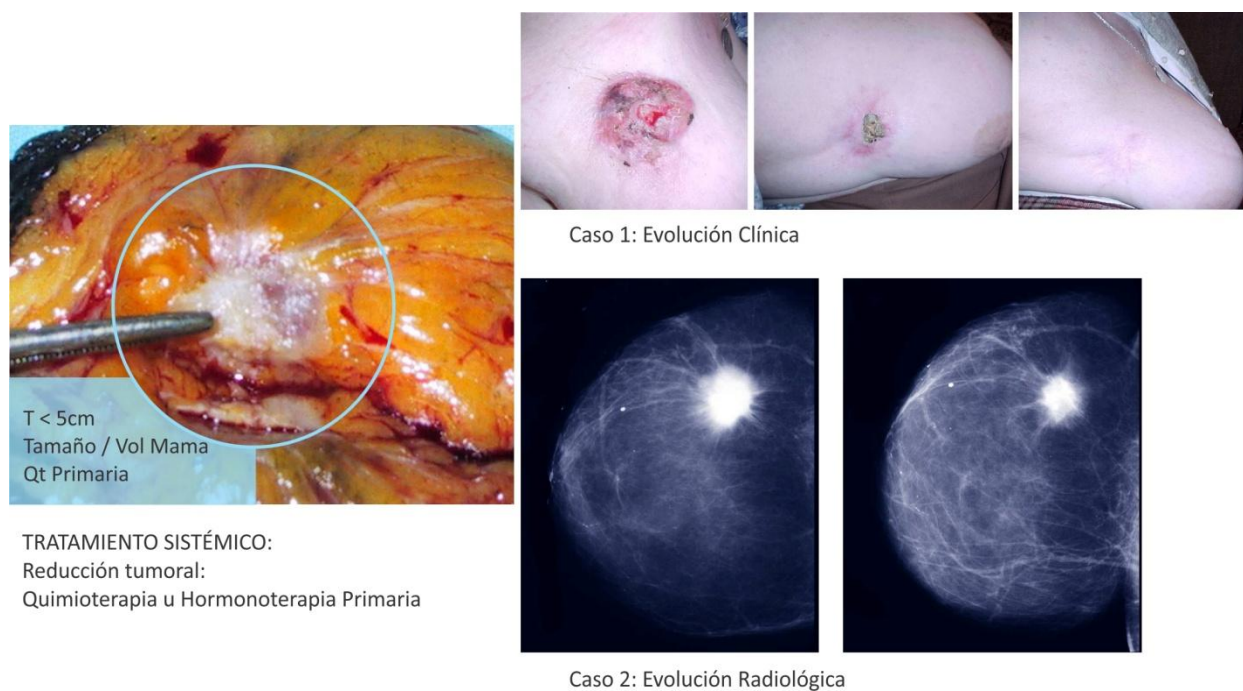 T < 5cm
Tamaño / Vol Mama
Qt Primaria
TRATAMIENTO SISTÉMICO:
Reducción tumoral:
Quimioterapia u Hormonoterapia Primaria
Caso 1: Evolución Clínica
Caso 2: Evolución Radiológica